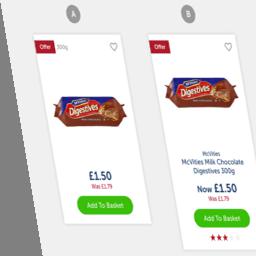 A
B
Offer 300g
Offer
McVitie's
Digestives
McVitie's
Digestives
£1.50
Was £1.79
Add To Basket
McVities
McVities Milk Chocolate
Digestives 300g
Now £1.50
Was £1.79
Add To Basket